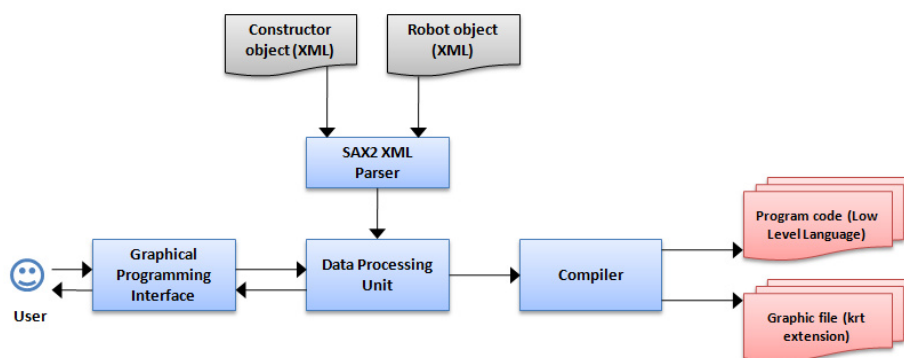 Constructor
object (XML)
Robot object
(XML)
SAX2 XML
Parser
Graphical
Programming
Interface
Data Processing
Unit
Compiler
Program code (Low
Level Language)
Graphic file (krt
extension)
User